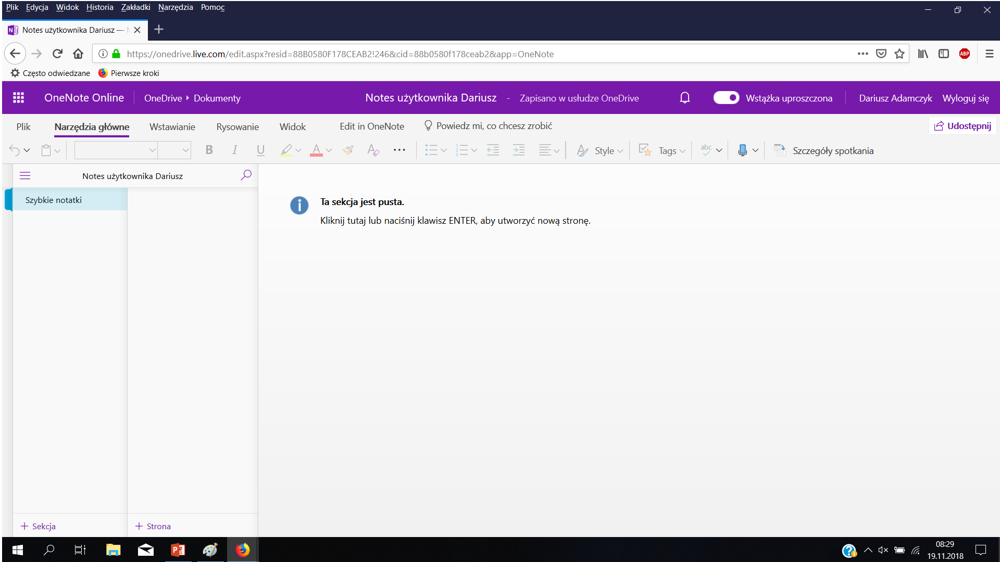 Plik Edycja Widok Historia Zakładki Narzędzia Pomoc
Notes użytkownika Dariusz —
https://onedrive.live.com/edit.aspx?resid=88B0580F178CEAB2!246&cid=88b0580f178ceab2&app=OneNote
ABP
Często odwiedzane Pierwsze kroki
OneNote Online OneDrive Dokumenty Notes użytkownika Dariusz - Zapisano w usłudze OneDrive Wstążka uproszczona Dariusz Adamczyk Wyloguj się
Plik Narzędzia główne Wstawianie Rysowanie Widok Edit in OneNote Powiedz mi, co chcesz zrobić Udostępnij
B I U A A Style Tags abc Szczegóły spotkania
Notes użytkownika Dariusz
Szybkie notatki
Ta sekcja jest pusta.
Kliknij tutaj lub naciśnij klawisz ENTER, aby utworzyć nową stronę.
+ Sekcja + Strona
08:29
19.11.2018